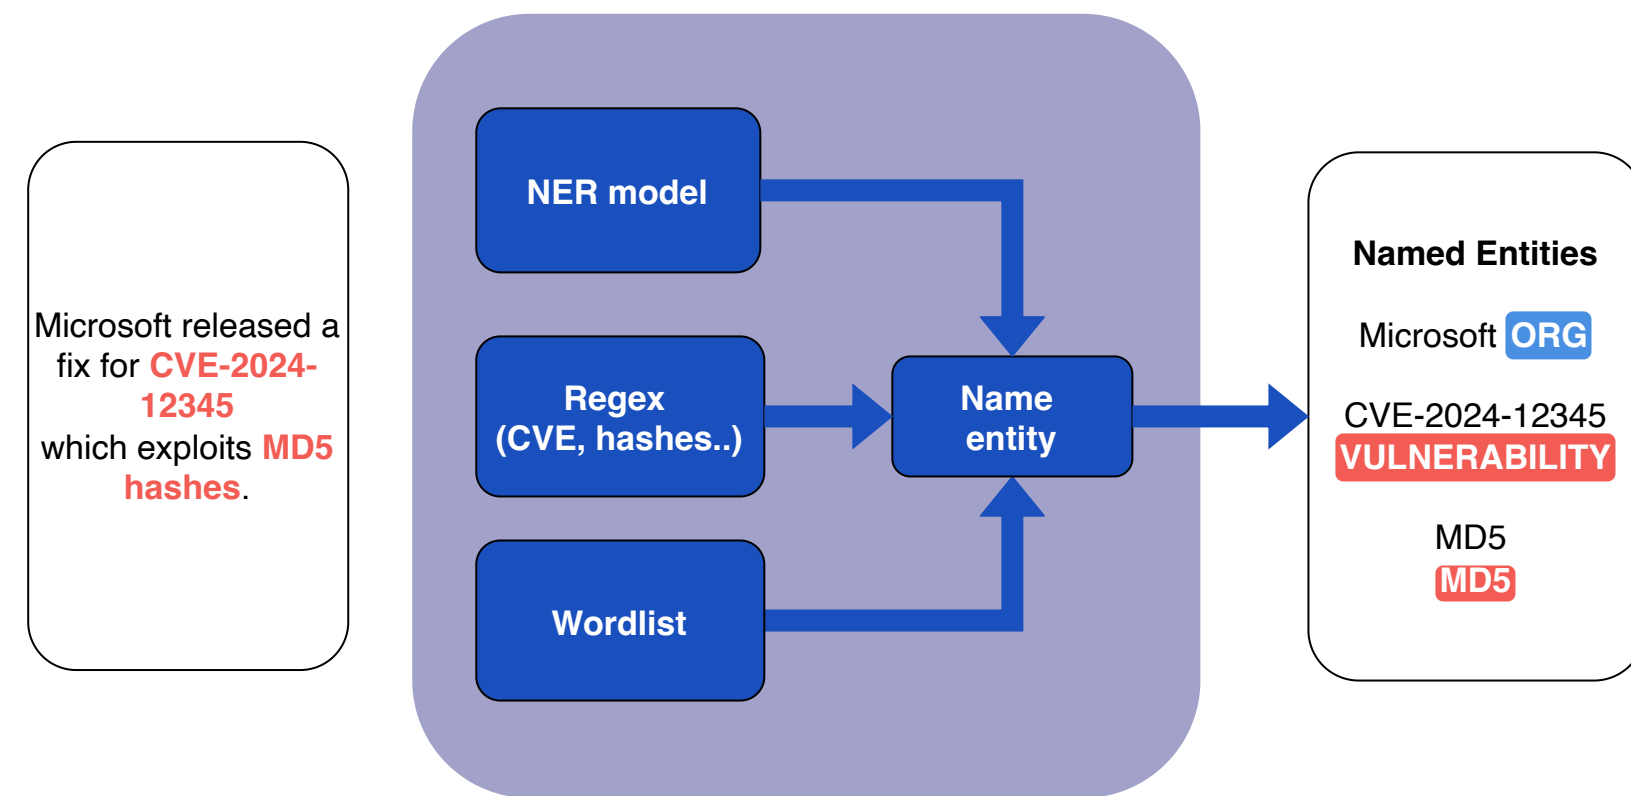 Microsoft released a
fix for CVE-2024-
12345
which exploits MD5
hashes.
NER model
Regex
(CVE, hashes..)
Wordlist
Name
entity
Named Entities
Microsoft ORG
CVE-2024-12345
VULNERABILITY
MD5
MD5